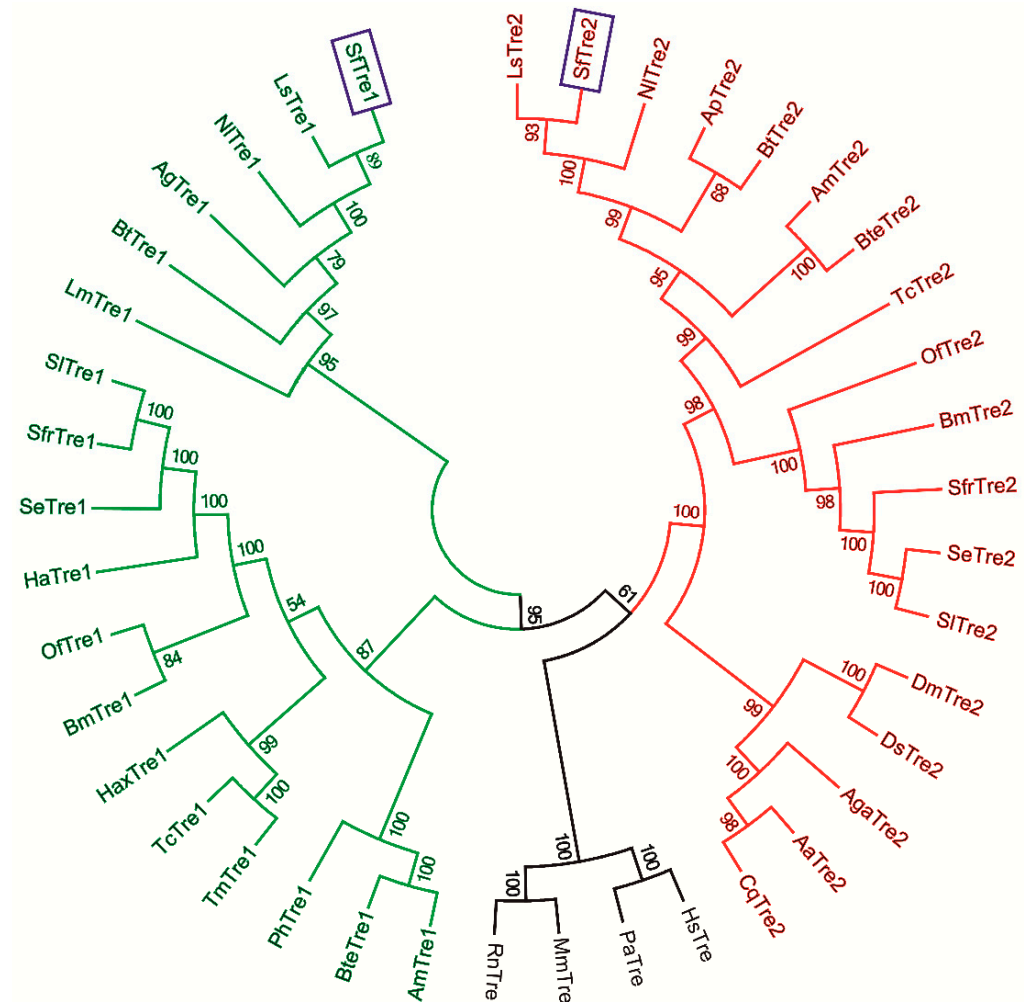 SfTre1
LsTre1
NlTre1
AgTre1
BtTre1
LmTre1
SlTre1
SfrTre1
SeTre1
HaTre1
OfTre1
BmTre1
HaxTre1
TcTre1
TmTre1
PhTre1
BteTre1
AmTre1
RnTre
MmTre
PaTre
HsTre
CqTre2
AaTre2
AgaTre2
DsTre2
DmTre2
SlTre2
SeTre2
SfrTre2
BmTre2
OfTre2
TcTre2
BteTre2
AmTre2
BtTre2
ApTre2
NlTre2
SfTre2
LsTre2
89
100
79
97
95
100
100
100
100
84
54
87
99
100
100
100
95
61
100
100
100
93
100
99
68
95
100
99
98
100
98
100
100
100
99
100
100
98